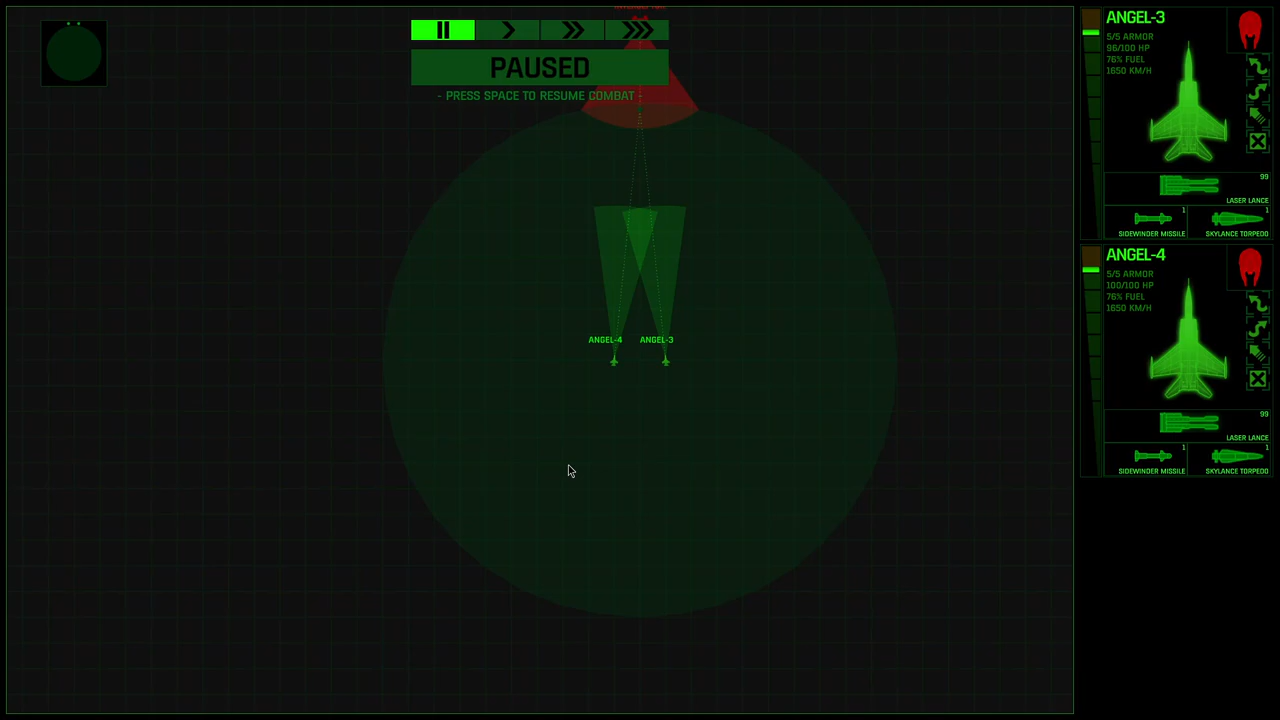 PAUSED
- PRESS SPACE TO RESUME COMBAT -
ANGEL-4
ANGEL-3
ANGEL-3
5/5 ARMOR
96/100 HP
76% FUEL
1650 KM/H
99
LASER LANCE
1
SIDEWINDER MISSILE
1
SKYLANCE TORPEDO
ANGEL-4
5/5 ARMOR
100/100 HP
76% FUEL
1650 KM/H
99
LASER LANCE
1
SIDEWINDER MISSILE
1
SKYLANCE TORPEDO